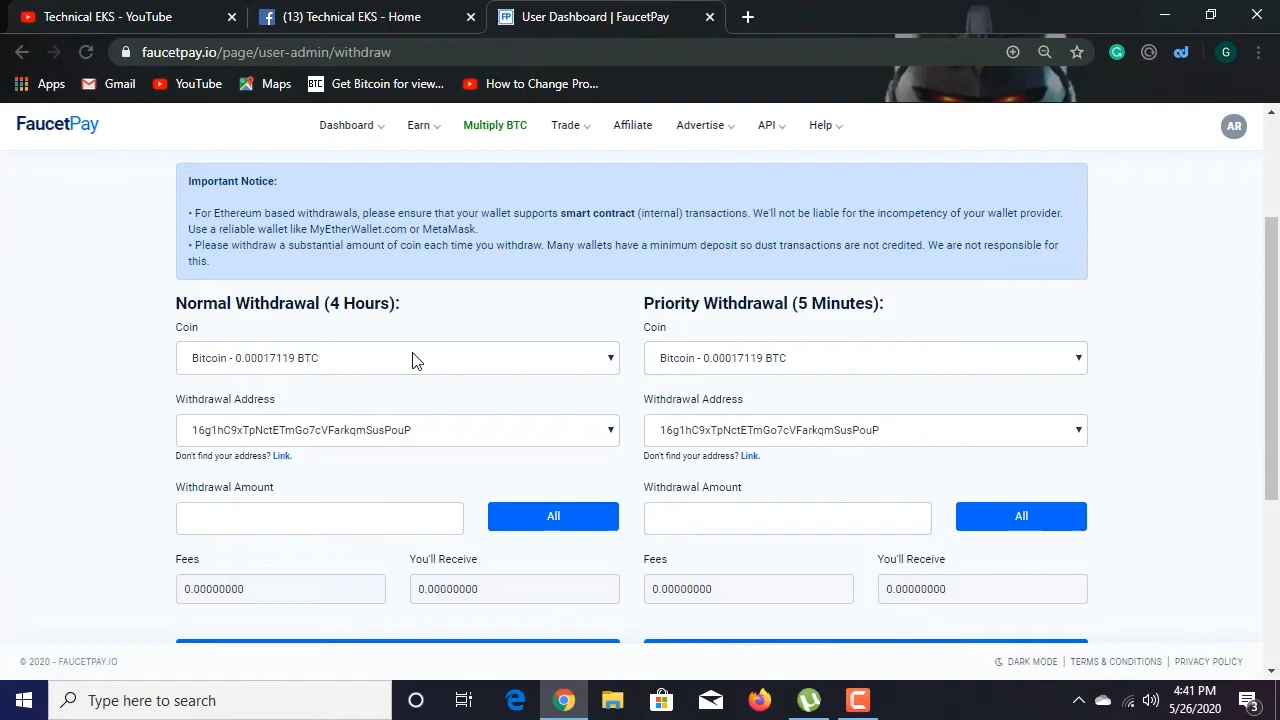 Technical EKS - YouTube
(13) Technical EKS - Home
FP User Dashboard | FaucetPay
faucetpay.io/page/user-admin/withdraw
G
Apps Gmail YouTube Maps BIC Get Bitcoin for view... How to Change Pro...
FaucetPay Dashboard Earn Multiply BTC Trade Affiliate Advertise API Help AR
Important Notice:
• For Ethereum based withdrawals, please ensure that your wallet supports smart contract (internal) transactions. We'll not be liable for the incompetency of your wallet provider.
Use a reliable wallet like MyEtherWallet.com or MetaMask.
• Please withdraw a substantial amount of coin each time you withdraw. Many wallets have a minimum deposit so dust transactions are not credited. We are not responsible for
this.
Normal Withdrawal (4 Hours):
Coin
Bitcoin - 0.00017119 BTC
Withdrawal Address
16g1hC9xTpNctETmGo7cVFarkqmSusPouP
Don't find your address? Link.
Withdrawal Amount
All
Fees You'll Receive
0.00000000 0.00000000
Priority Withdrawal (5 Minutes):
Coin
Bitcoin - 0.00017119 BTC
Withdrawal Address
16g1hC9xTpNctETmGo7cVFarkqmSusPouP
Don't find your address? Link.
Withdrawal Amount
All
Fees You'll Receive
0.00000000 0.00000000
© 2020 - FAUCETPAY.IO DARK MODE | TERMS & CONDITIONS | PRIVACY POLICY
Type here to search
4:41 PM
5/26/2020
3